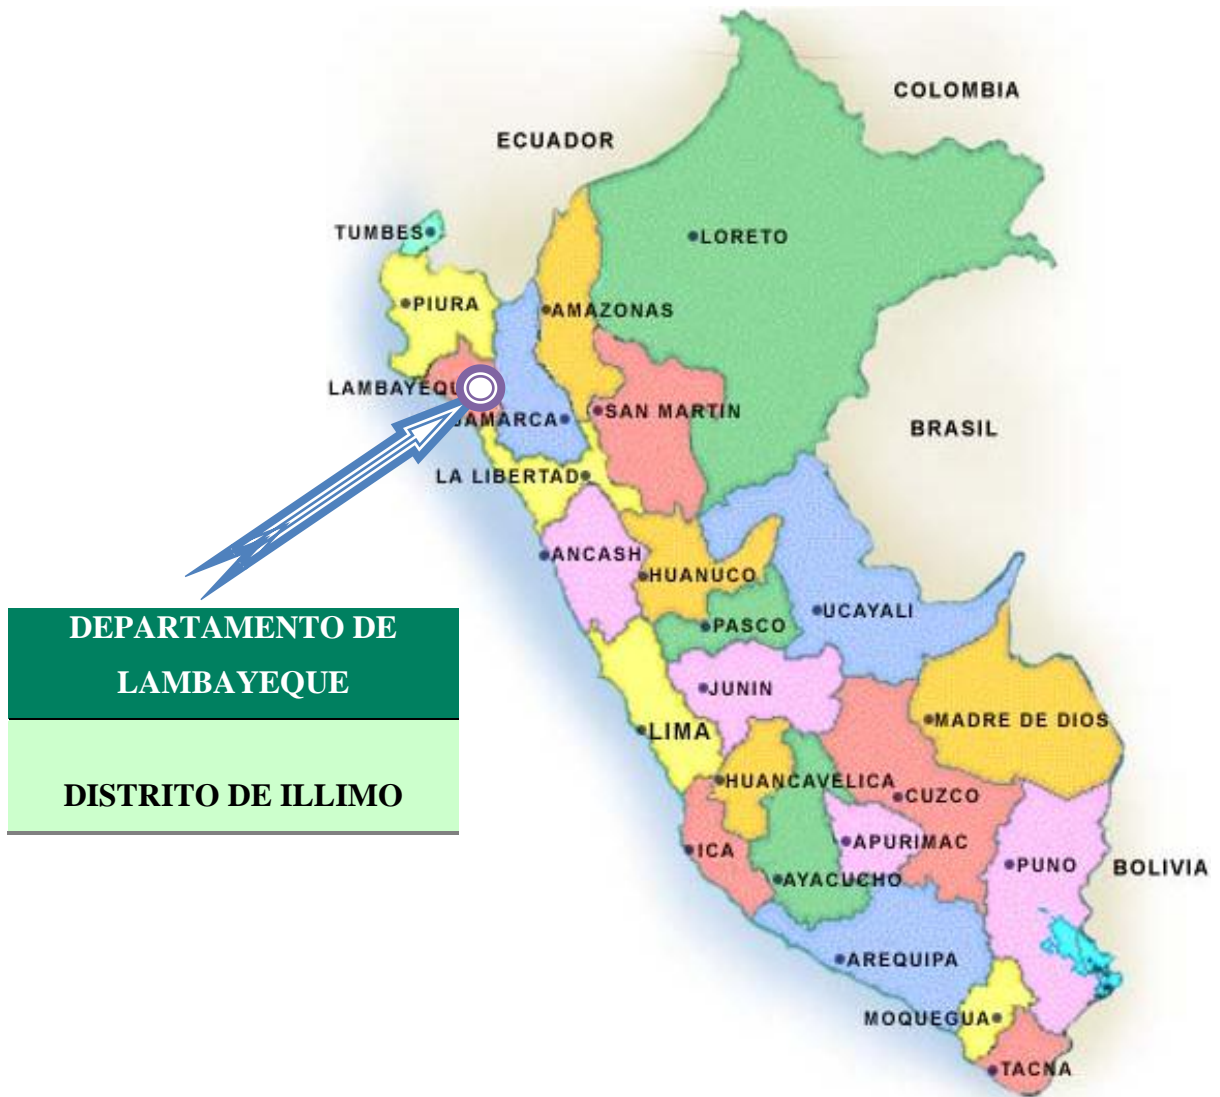 COLOMBIA
ECUADOR
TUMBES
LORETO
PIURA
AMAZONAS
LAMBAYEQU
SAN MARTIN
JAMARCA
BRASIL
LA LIBERTAD
ANCASH
HUANUCO
UCAYALI
PASCO
DEPARTAMENTO DE
LAMBAYEQUE
JUNIN
MADRE DE DIOS
LIMA
DISTRITO DE ILLIMO
HUANCAVELICA
CUZCO
APURIMAC
ICA
PUNO
BOLIVIA
AYACUCHO
AREQUIPA
MOQUEGUA
TACNA